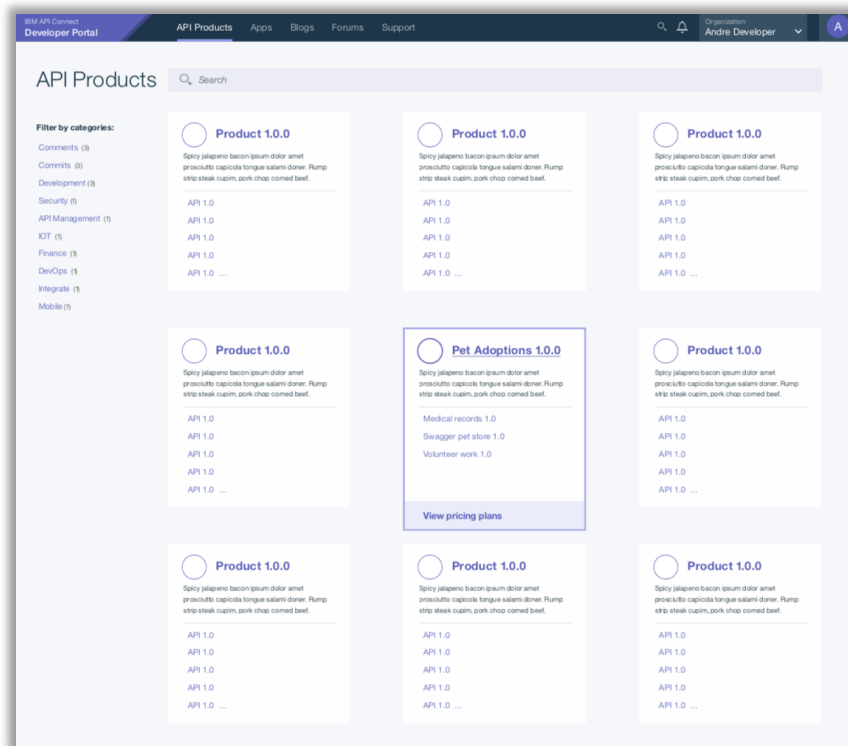 IBM API Connect
Developer Portal
API Products Apps Blogs Forums Support
Organization
Andre Developer
A
API Products
Search
Filter by categories:
Comments (3)
Commits (3)
Development (3)
Security (1)
API Management (1)
IOT (1)
Finance (1)
DevOps (1)
Integrate (1)
Mobile (1)
Product 1.0.0
Spicy jalapeno bacon ipsum dolor amet
prosciutto capicola tongue salami doner. Rump
strip steak cupim, pork chop corned beef.
API 1.0
API 1.0
API 1.0
API 1.0
API 1.0 ...
Product 1.0.0
Spicy jalapeno bacon ipsum dolor amet
prosciutto capicola tongue salami doner. Rump
strip steak cupim, pork chop corned beef.
API 1.0
API 1.0
API 1.0
API 1.0
API 1.0 ...
Product 1.0.0
Spicy jalapeno bacon ipsum dolor amet
prosciutto capicola tongue salami doner. Rump
strip steak cupim, pork chop corned beef.
API 1.0
API 1.0
API 1.0
API 1.0
API 1.0 ...
Product 1.0.0
Spicy jalapeno bacon ipsum dolor amet
prosciutto capicola tongue salami doner. Rump
strip steak cupim, pork chop corned beef.
API 1.0
API 1.0
API 1.0
API 1.0
API 1.0 ...
Pet Adoptions 1.0.0
Spicy jalapeno bacon ipsum dolor amet
prosciutto capicola tongue salami doner. Rump
strip steak cupim, pork chop corned beef.
Medical records 1.0
Swagger pet store 1.0
Volunteer work 1.0
View pricing plans
Product 1.0.0
Spicy jalapeno bacon ipsum dolor amet
prosciutto capicola tongue salami doner. Rump
strip steak cupim, pork chop corned beef.
API 1.0
API 1.0
API 1.0
API 1.0
API 1.0 ...
Product 1.0.0
Spicy jalapeno bacon ipsum dolor amet
prosciutto capicola tongue salami doner. Rump
strip steak cupim, pork chop corned beef.
API 1.0
API 1.0
API 1.0
API 1.0
API 1.0 ...
Product 1.0.0
Spicy jalapeno bacon ipsum dolor amet
prosciutto capicola tongue salami doner. Rump
strip steak cupim, pork chop corned beef.
API 1.0
API 1.0
API 1.0
API 1.0
API 1.0 ...
Product 1.0.0
Spicy jalapeno bacon ipsum dolor amet
prosciutto capicola tongue salami doner. Rump
strip steak cupim, pork chop corned beef.
API 1.0
API 1.0
API 1.0
API 1.0
API 1.0 ...